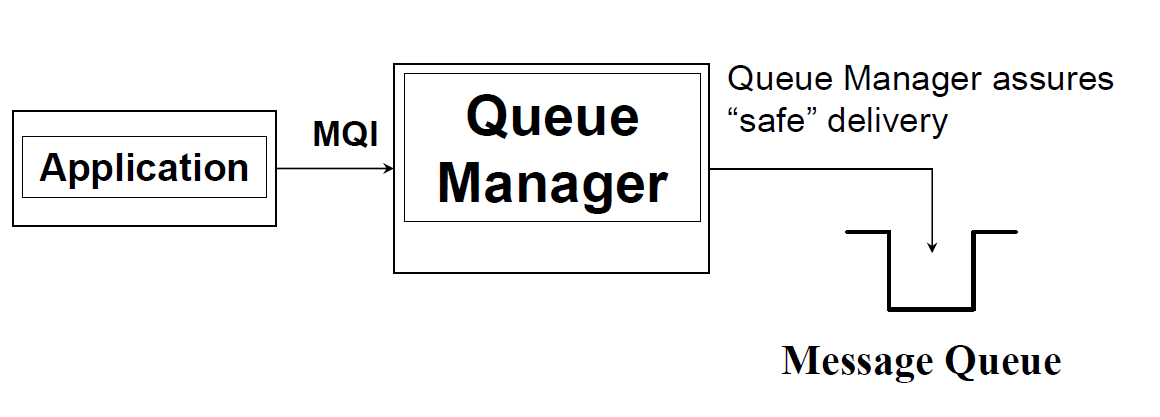 Application
MQI
Queue
Manager
Queue Manager assures
“safe” delivery
Message Queue